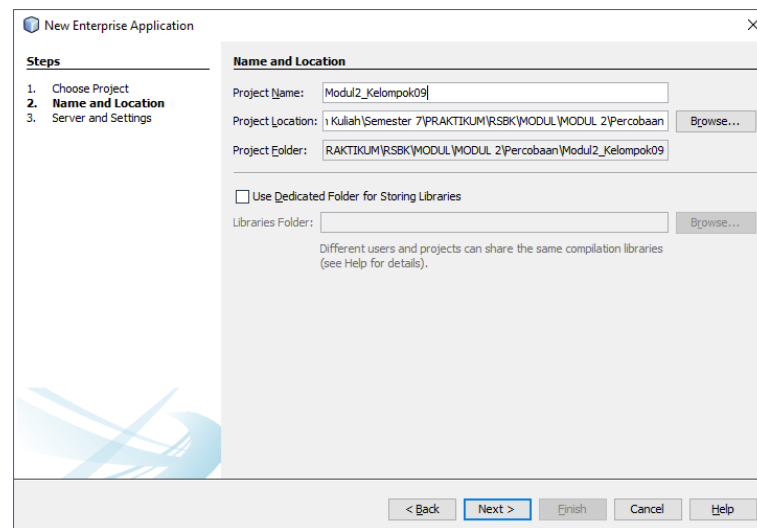 New Enterprise Application
Steps
1. Choose Project
2. Name and Location
3. Server and Settings
Name and Location
Project Name: Modul2_Kelompok09
Project Location: Kuliah\Semester 7\PRAKTIKUM\RSBK\MODUL\MODUL 2\Percobaan Browse...
Project Folder: RAKTIKUM\RSBK\MODUL\MODUL 2\Percobaan\Modul2_Kelompok09
Use Dedicated Folder for Storing Libraries
Libraries Folder: Browse...
Different users and projects can share the same compilation libraries
(see Help for details).
< Back Next > Finish Cancel Help